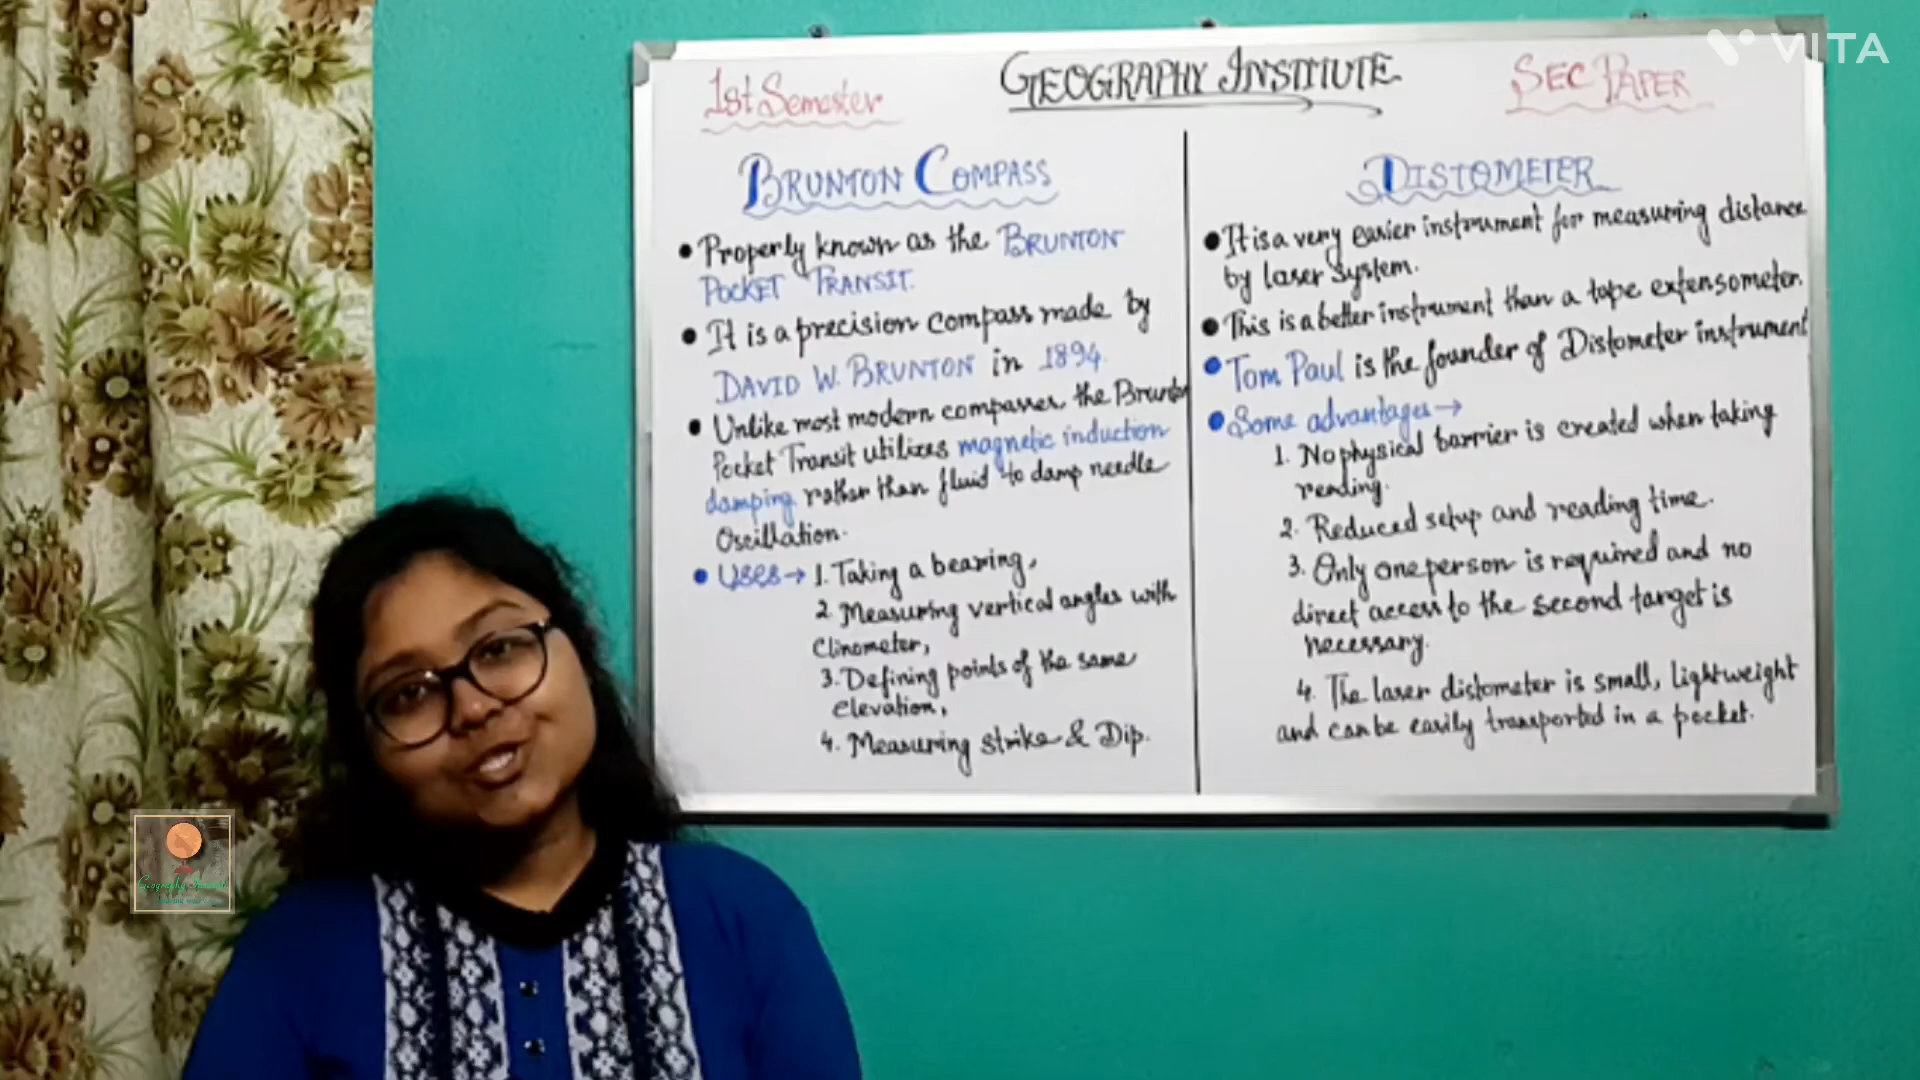 VITA
1st Semester
GEOGRAPHY INSTITUTE
SEC PAPER
BRUNTON COMPASS
• Properly known as the BRUNTON
POCKET TRANSIT.
• It is a precision compass made by
DAVID W. BRUNTON in 1894.
• Unlike most modern compasses, the Brunton
Pocket Transit utilizes magnetic induction
damping rather than fluid to damp needle
Oscillation.
• Uses→ 1. Taking a bearing,
2. Measuring vertical angles with
Clinometer,
3. Defining points of the same
elevation,
4. Measuring strike & Dip.
DISTOMETER
• It is a very easier instrument for measuring distance
by laser system.
• This is a better instrument than a tape extensometer.
• Tom Paul is the founder of Distometer instrument
• Some advantages→
1. No physical barrier is created when taking
reading.
2. Reduced setup and reading time.
3. Only one person is required and no
direct access to the second target is
necessary.
4. The laser distometer is small, lightweight
and can be easily transported in a pocket.
Geography